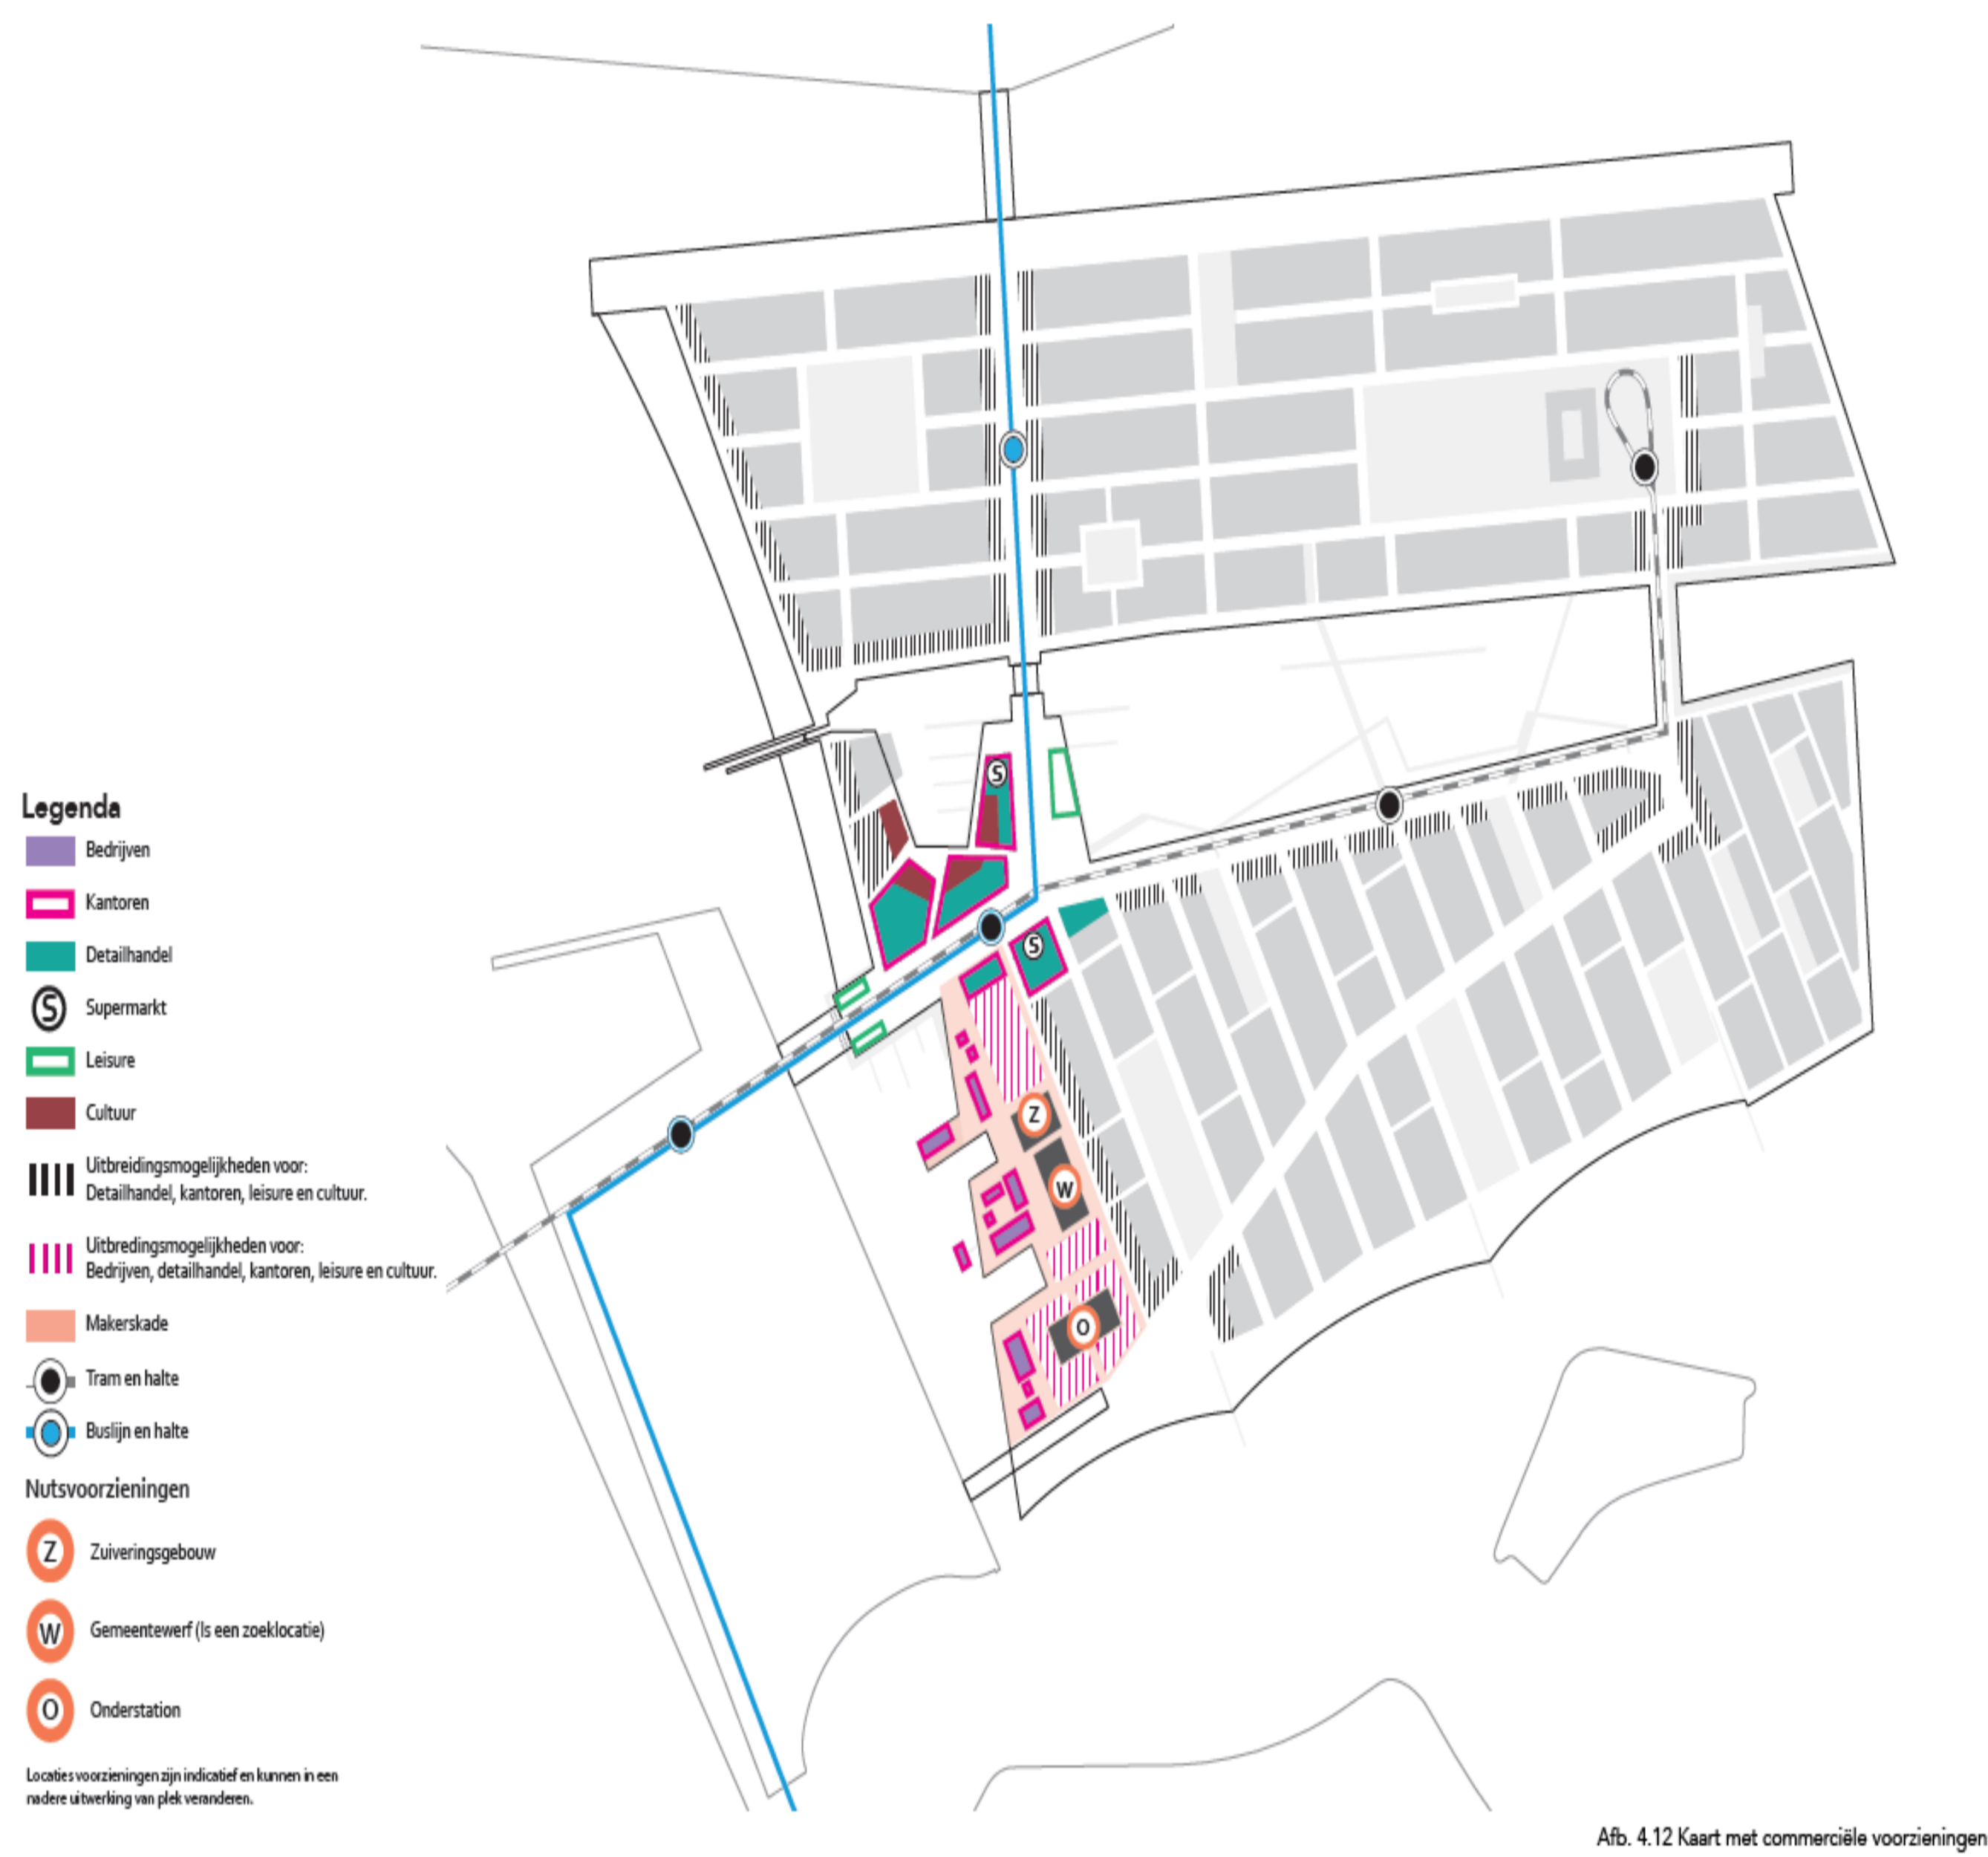 S
S
Z
W
O
Legenda
Bedrijven
Kantoren
Detailhandel
S Supermarkt
Leisure
Cultuur
Uitbreidingsmogelijkheden voor:
Detailhandel, kantoren, leisure en cultuur.
Uitbredingsmogelijkheden voor:
Bedrijven, detailhandel, kantoren, leisure en cultuur.
Makerskade
Tram en halte
Buslijn en halte
Nutsvoorzieningen
Z Zuiveringsgebouw
W Gemeentewerf (Is een zoeklocatie)
O Onderstation
Locaties voorzieningen zijn indicatief en kunnen in een
nadere uitwerking van plek veranderen.
Afb. 4.12 Kaart met commerciële voorzieningen